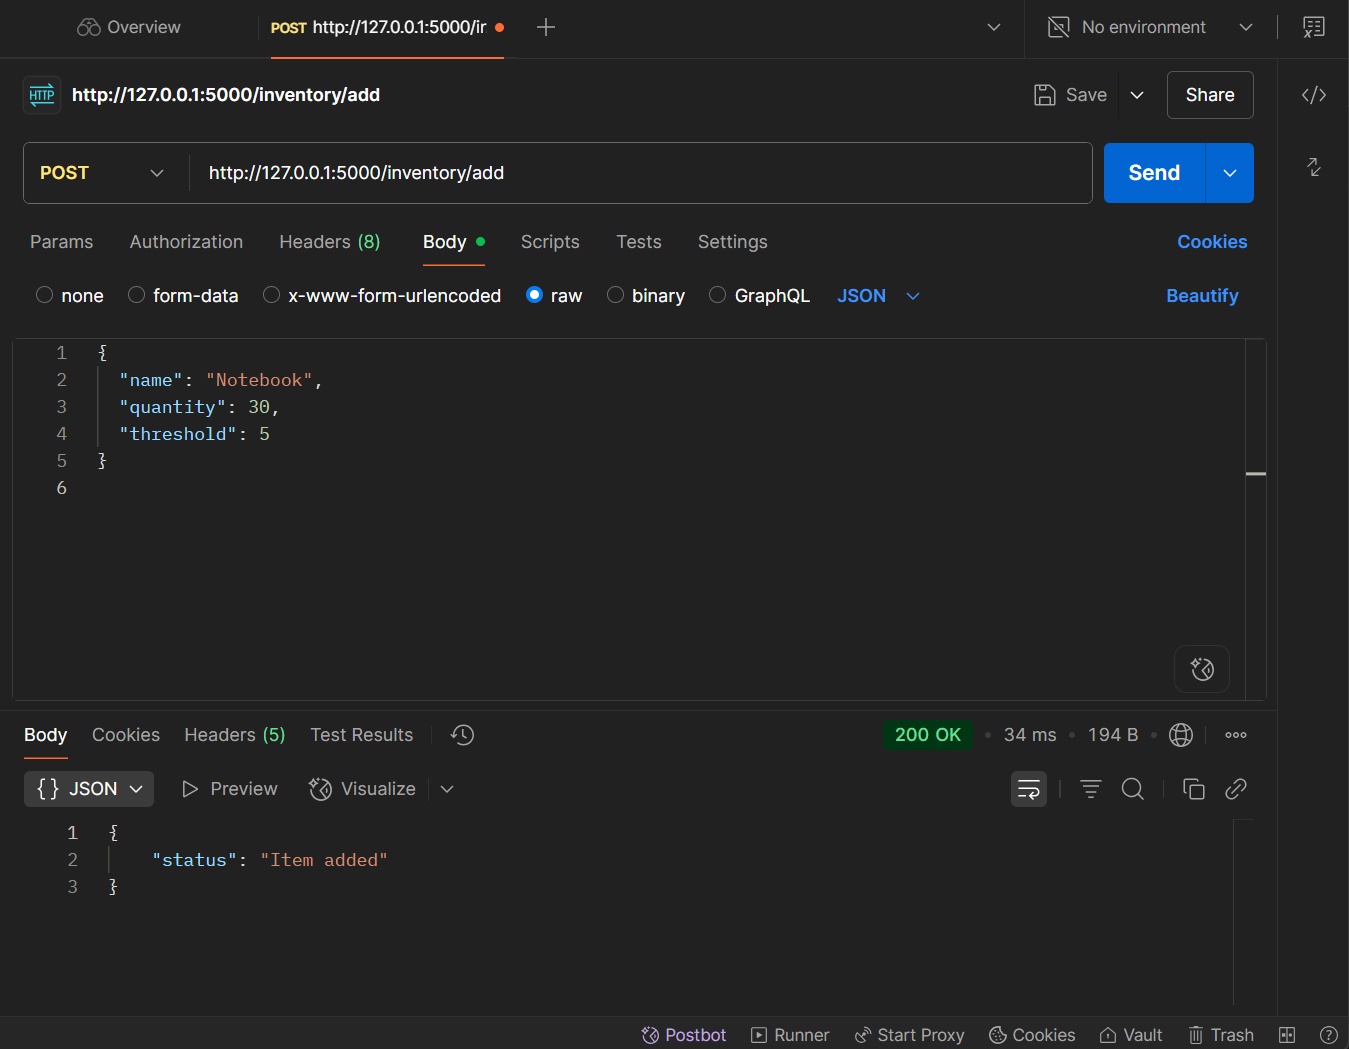 Overview
POST http://127.0.0.1:5000/ir
No environment
HTTP http://127.0.0.1:5000/inventory/add
Save
Share
POST
http://127.0.0.1:5000/inventory/add
Send
Params Authorization Headers (8) Body Scripts Tests Settings Cookies
none form-data x-www-form-urlencoded raw binary GraphQL JSON Beautify
1 {
2 "name": "Notebook",
3 "quantity": 30,
4 "threshold": 5
5 }
6
Body Cookies Headers (5) Test Results 200 OK 34 ms 194 B
{} JSON Preview Visualize
1 {
2 "status": "Item added"
3 }
Postbot Runner Start Proxy Cookies Vault Trash